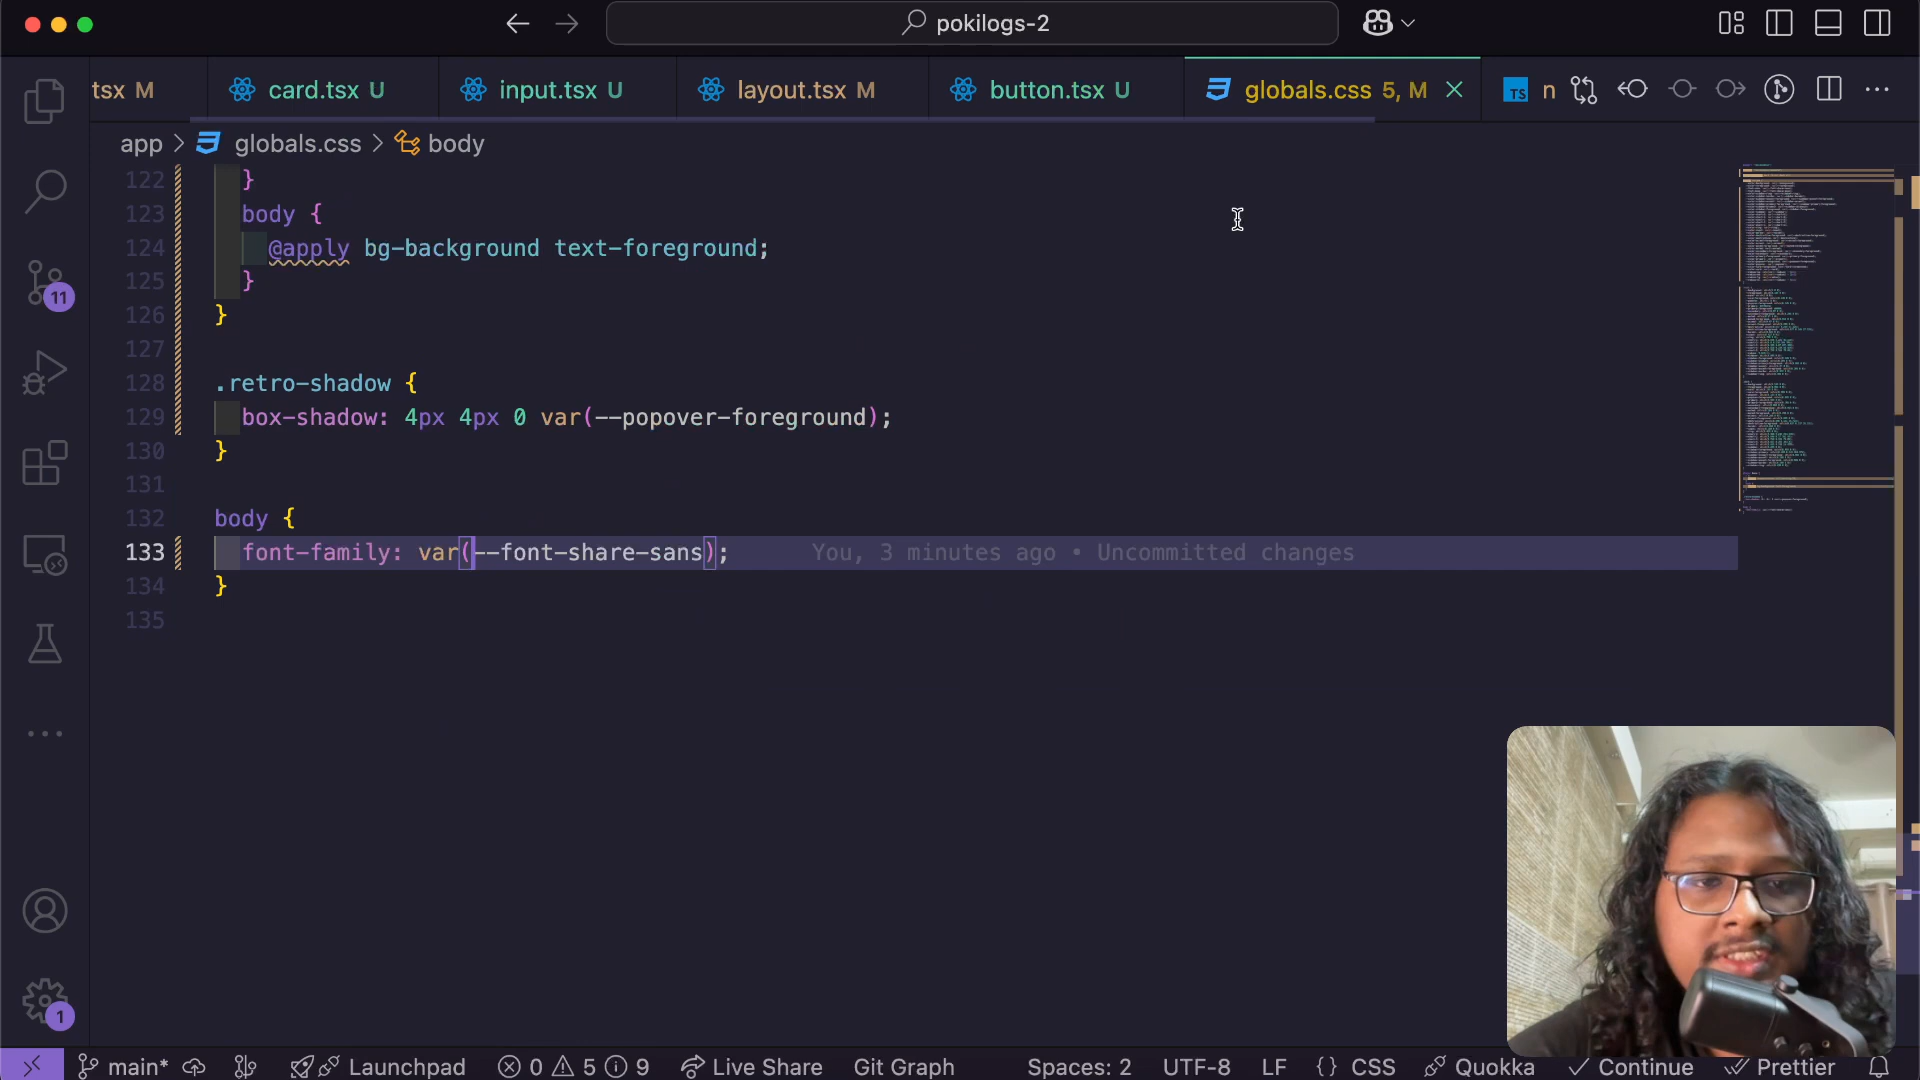 pokilogs-2
tsx M
card.tsx U
input.tsx U
layout.tsx M
button.tsx U
globals.css 5, M
TS n
app > globals.css > body
122 }
123 body {
124 @apply bg-background text-foreground;
125 }
126 }
127
128 .retro-shadow {
129 box-shadow: 4px 4px 0 var(--popover-foreground);
130 }
131
132 body {
133 font-family: var(--font-share-sans); You, 3 minutes ago • Uncommitted changes
134 }
135
11
1
main* Launchpad 0 5 9 Live Share Git Graph Spaces: 2 UTF-8 LF {} CSS Quokka Continue Prettier